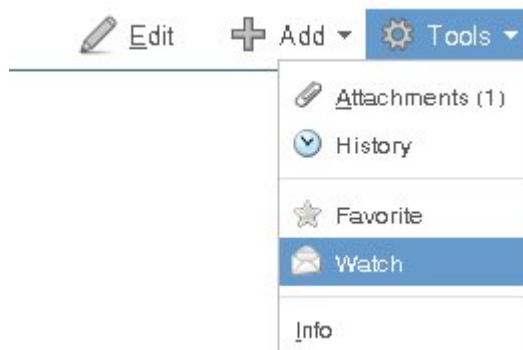 Edit Add Tools
Attachments (1)
History
Favorite
Watch
Info